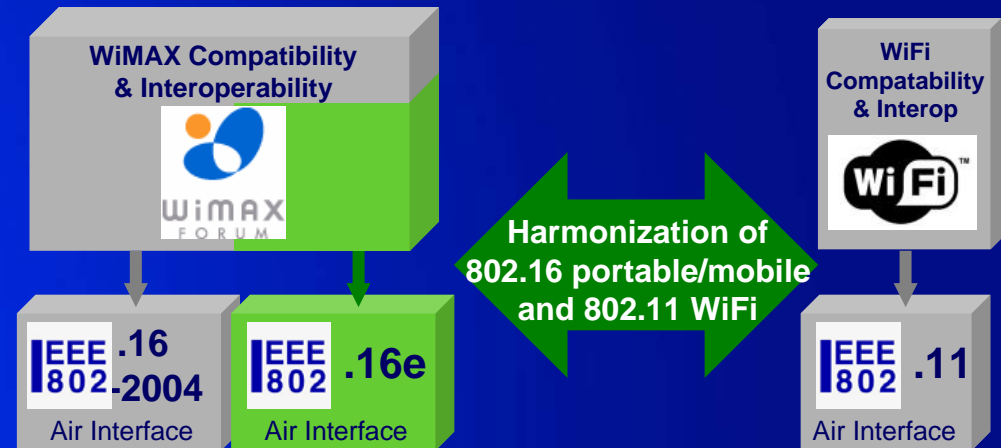 WiMAX Compatibility
& Interoperability
WiMAX
FORUM
WiFi
Compatability
& Interop
Wi Fi™
Harmonization of
802.16 portable/mobile
and 802.11 WiFi
IEEE
802
.16
-2004
Air Interface
IEEE
802
.16e
Air Interface
IEEE
802
.11
Air Interface